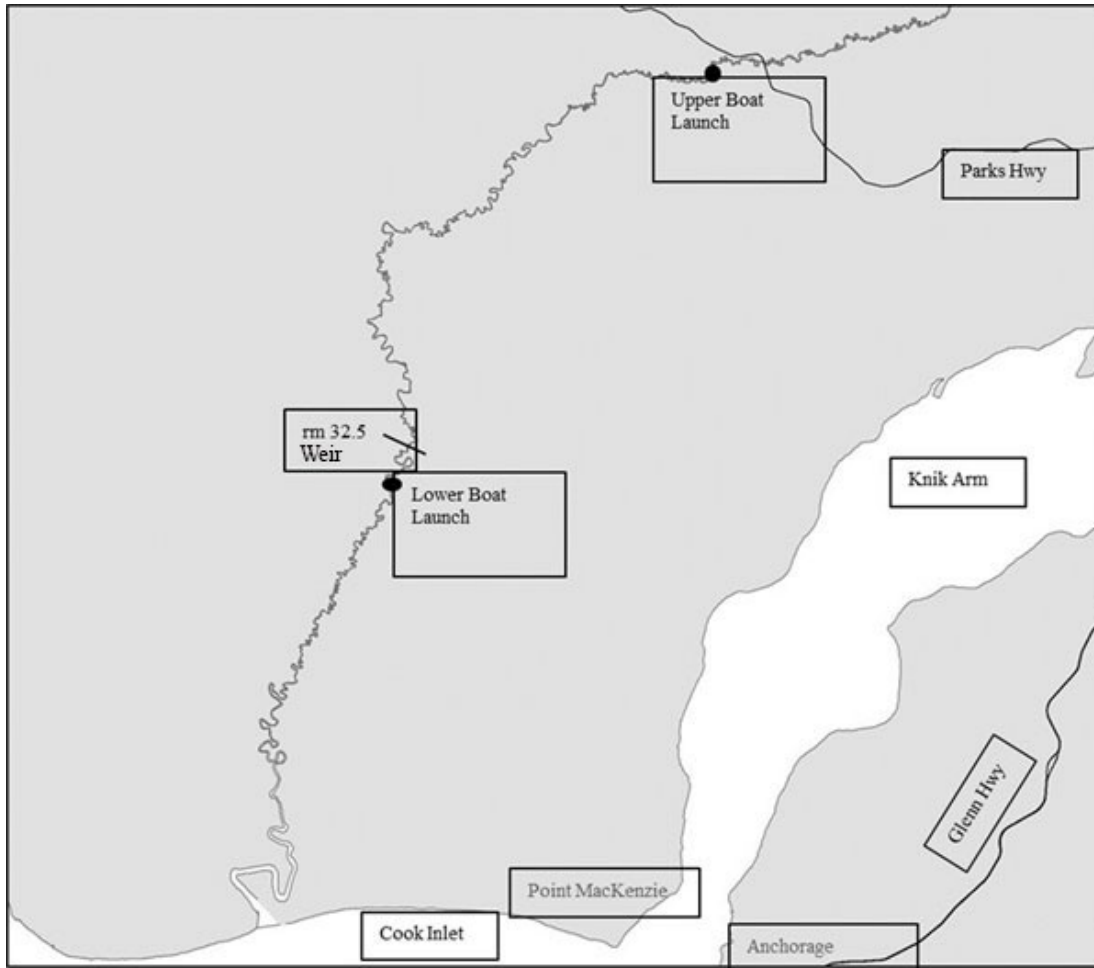 Upper Boat
Launch
Parks Hwy
rm 32.5
Weir
Lower Boat
Launch
Knik Arm
Glenn Hwy
Point MacKenzie
Cook Inlet
Anchorage